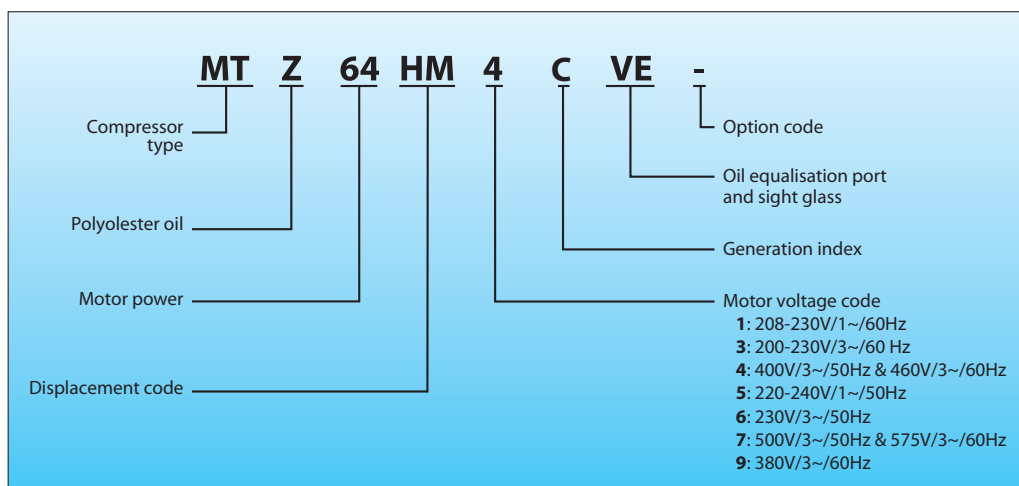 MT Z 64 HM 4 C VE -
Compressor
type
Polyolester oil
Motor power
Displacement code
Option code
Oil equalisation port
and sight glass
Generation index
Motor voltage code
1: 208-230V/1~/60Hz
3: 200-230V/3~/60 Hz
4: 400V/3~/50Hz & 460V/3~/60Hz
5: 220-240V/1~/50Hz
6: 230V/3~/50Hz
7: 500V/3~/50Hz & 575V/3~/60Hz
9: 380V/3~/60Hz